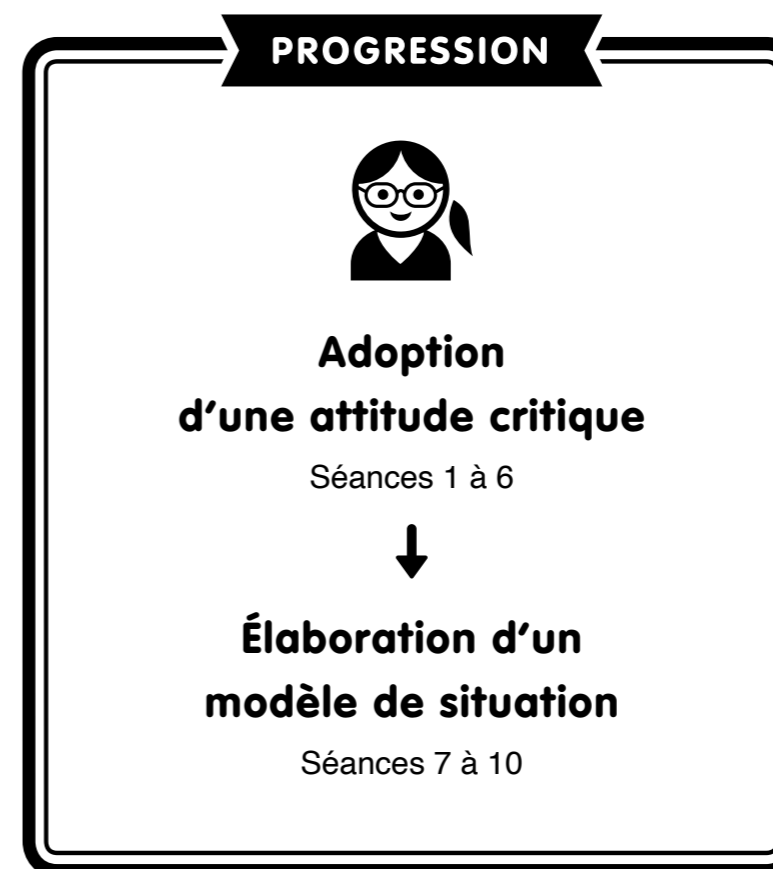 PROGRESSION
Adoption
d’une attitude critique
Séances 1 à 6
Élaboration d’un
modèle de situation
Séances 7 à 10